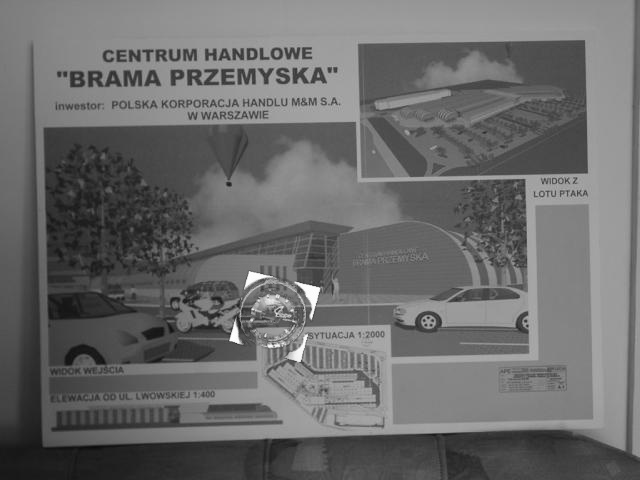 CENTRUM HANDLOWE
"BRAMA PRZEMYSKA"
inwestor: POLSKA KORPORACJA HANDLU M&M S.A.
W WARSZAWIE
WIDOK Z
LOTU PTAKA
CENTRUM HANDLOWE
BRAMA PRZEMYSKA
SYTUACJA 1:2000
WIDOK WEJŚCIA
ELEWACJA OD UL. LWOWSKIEJ 1:400